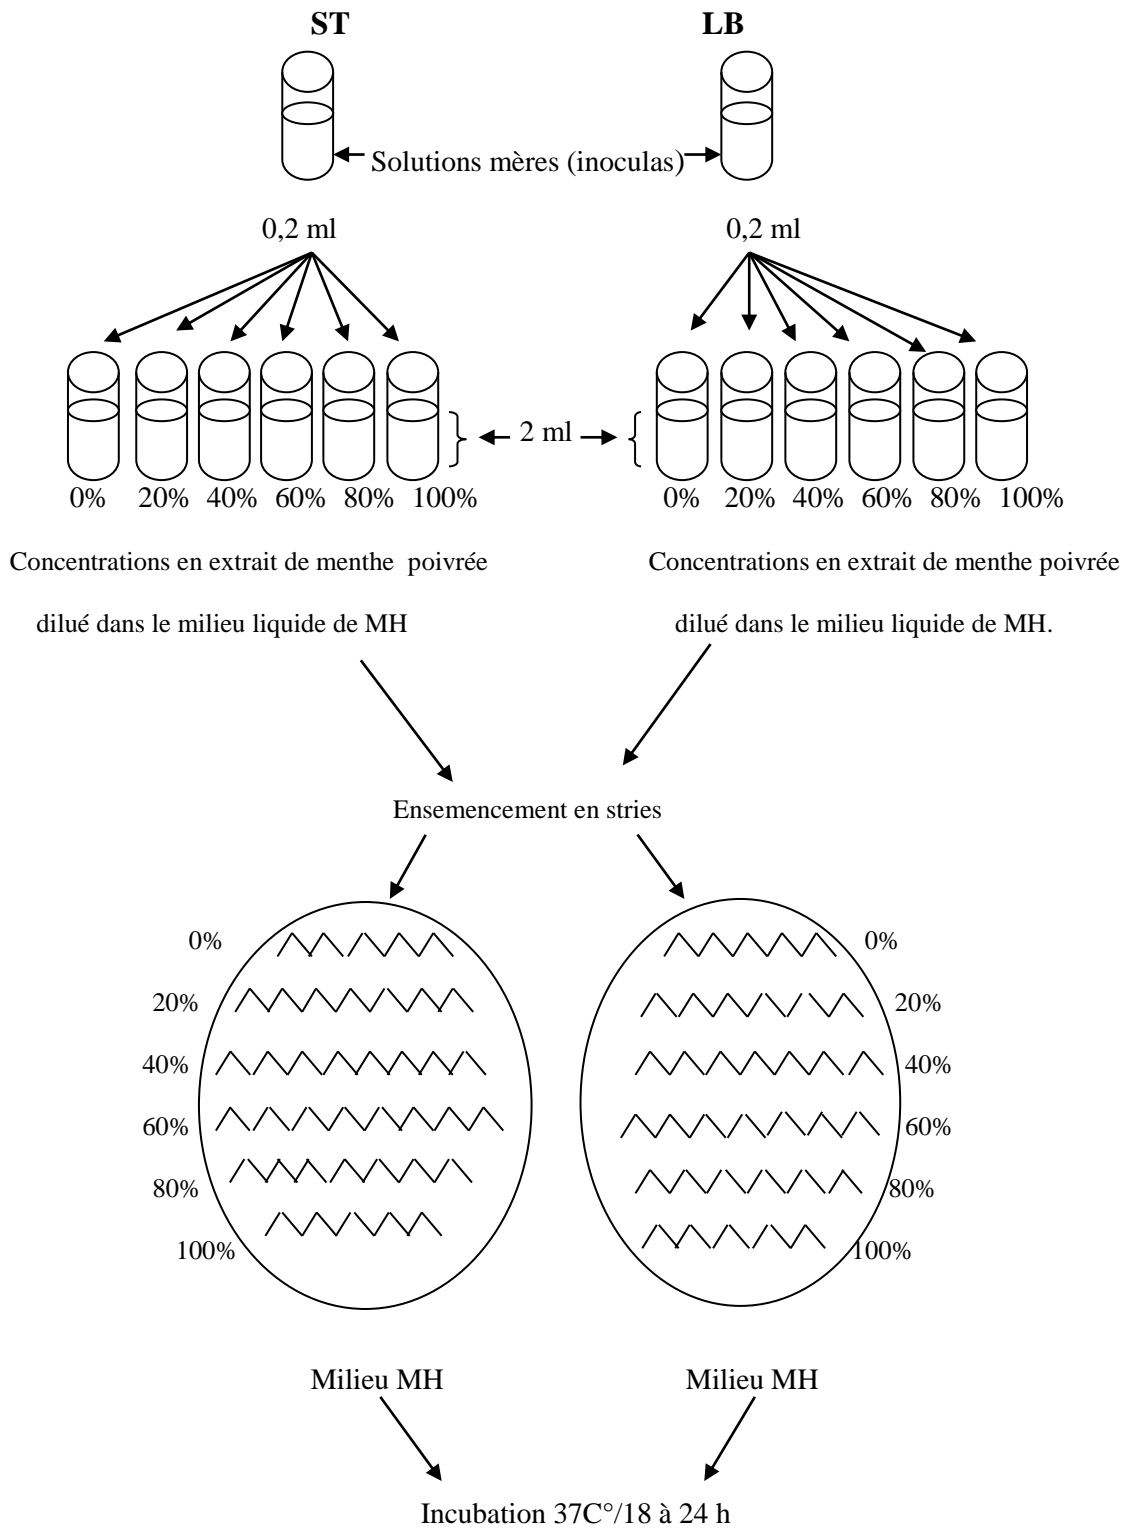 ST LB
Solutions mères (inoculas)
0,2 ml 0,2 ml
2 ml
0% 20% 40% 60% 80% 100% 0% 20% 40% 60% 80% 100%
Concentrations en extrait de menthe poivrée
dilué dans le milieu liquide de MH
Concentrations en extrait de menthe poivrée
dilué dans le milieu liquide de MH.
Ensemencement en stries
0% 0%
20% 20%
40% 40%
60% 60%
80% 80%
100% 100%
Milieu MH Milieu MH
Incubation 37C°/18 à 24 h